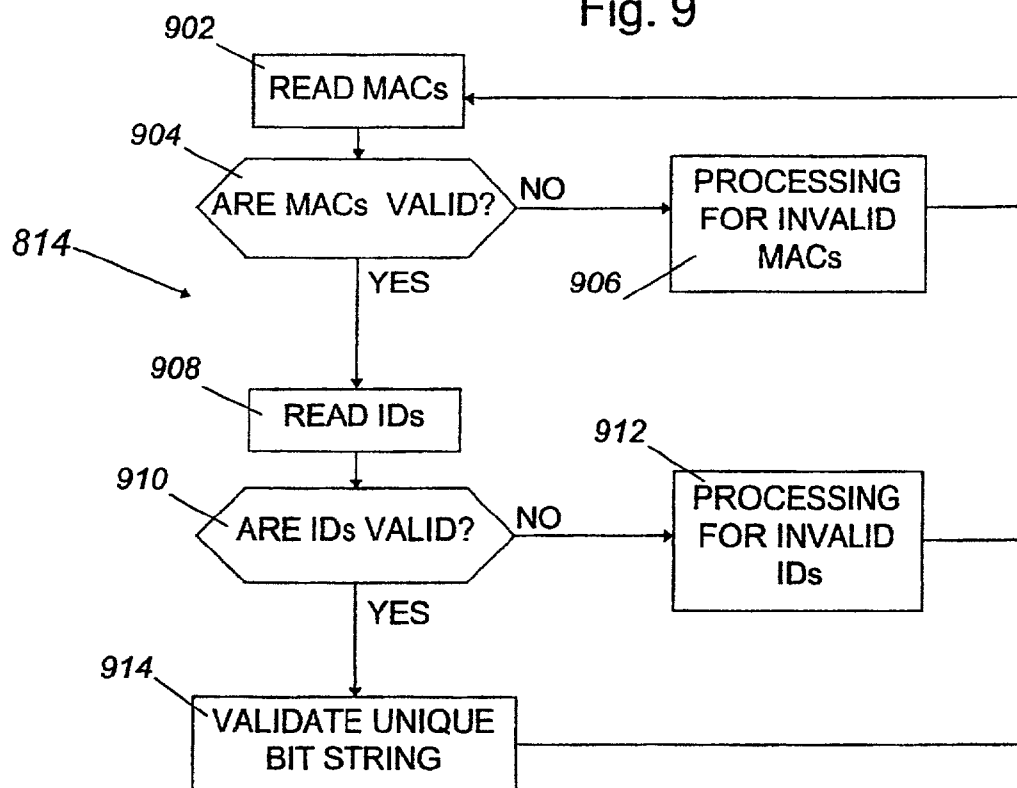 Fig. 9
902
READ MACs
904
ARE MACs VALID?
NO
PROCESSING
FOR INVALID
MACs
906
814
YES
908
READ IDs
910
ARE IDs VALID?
NO
912
PROCESSING
FOR INVALID
IDs
YES
914
VALIDATE UNIQUE
BIT STRING